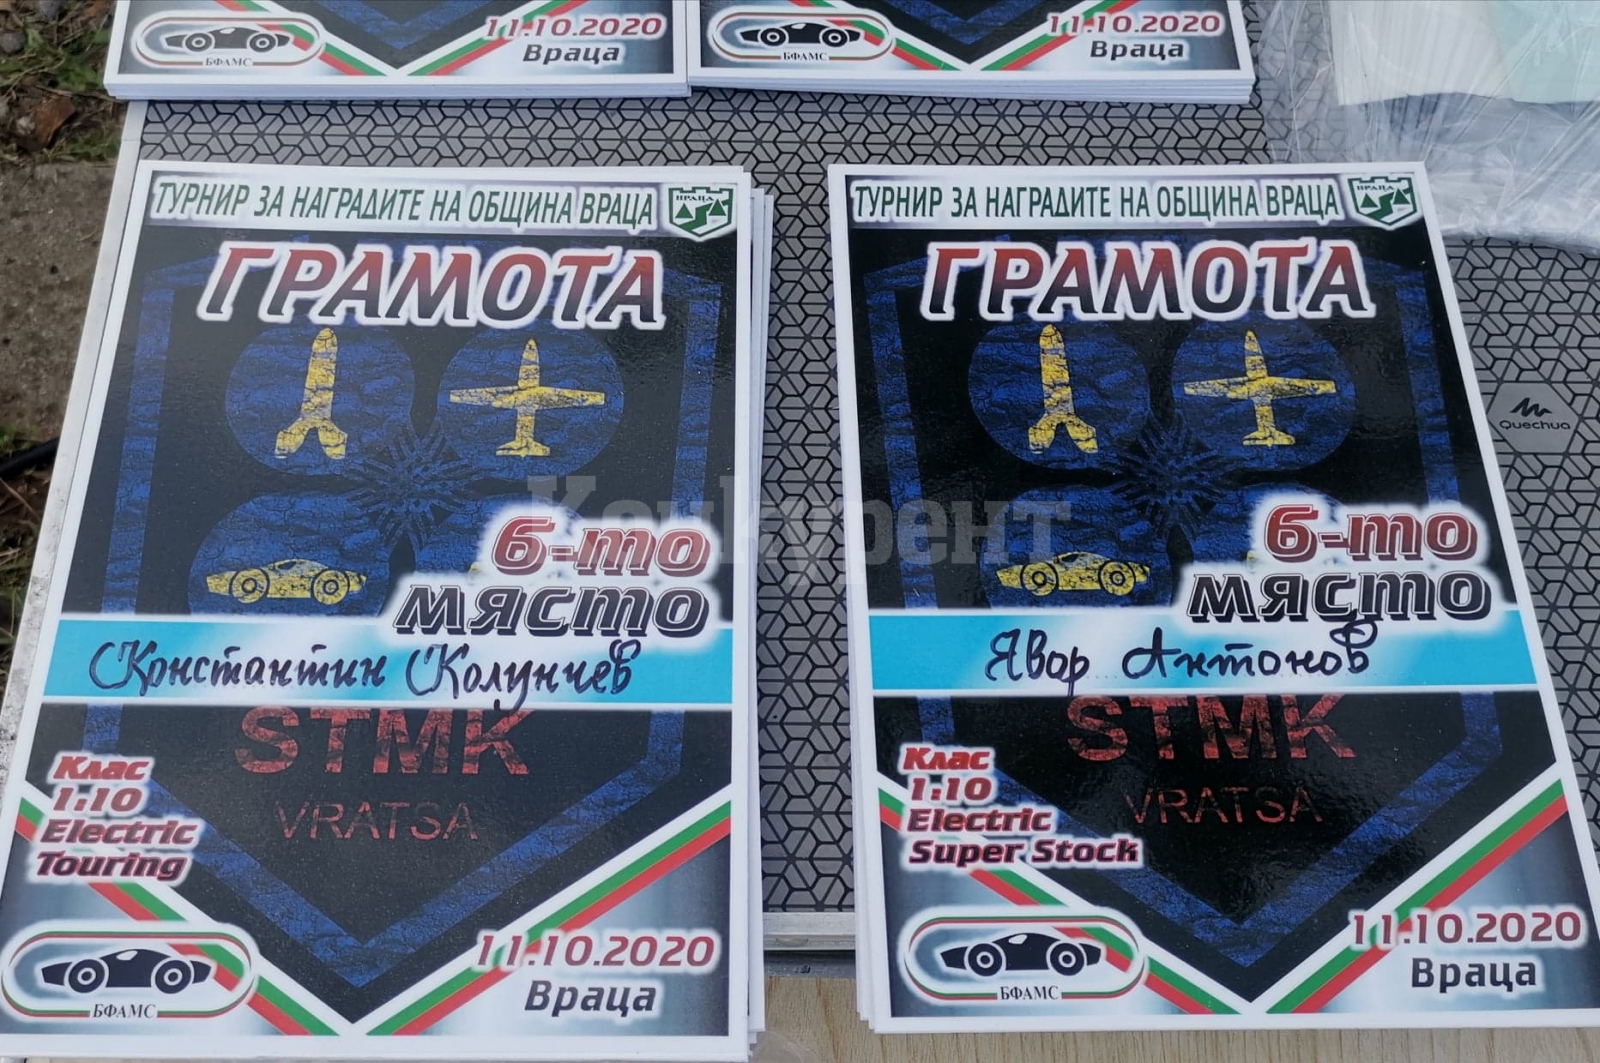 БФАМС
11.10.2020
Враца
БФАМС
11.10.2020
Враца
ТУРНИР ЗА НАГРАДИТЕ НА ОБЩИНА ВРАЦА
ВРАЦА
ГРАМОТА
6-то
място
Константин Колунчев
STMK
VRATSA
Клас
1:10
Electric
Touring
БФАМС
11.10.2020
Враца
ТУРНИР ЗА НАГРАДИТЕ НА ОБЩИНА ВРАЦА
ВРАЦА
ГРАМОТА
6-то
място
Явор Антонов
STMK
VRATSA
Клас
1:10
Electric
Super Stock
БФАМС
11.10.2020
Враца
Quechua
Конкурент